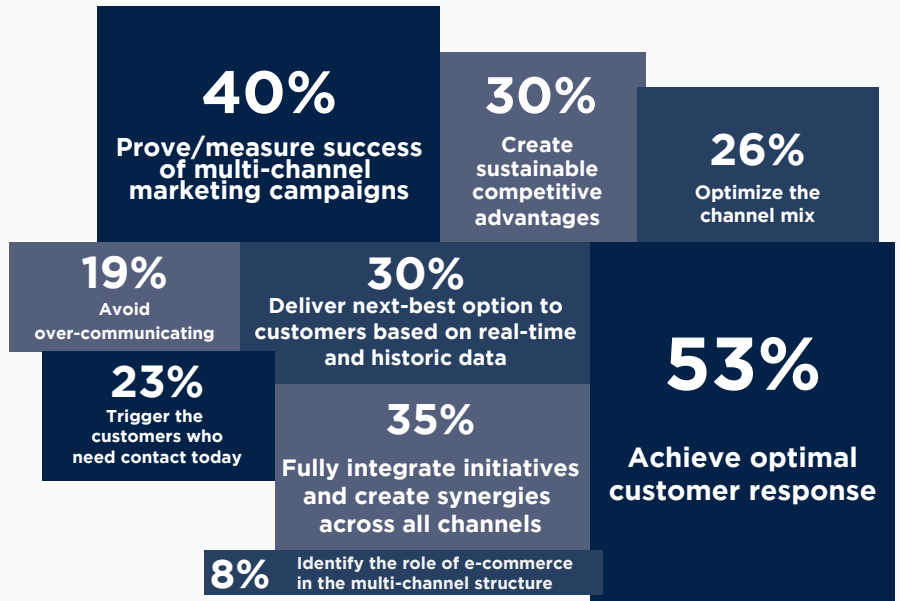 40%
Prove/measure success
of multi-channel
marketing campaigns
30%
Create
sustainable
competitive
advantages
26%
Optimize the
channel mix
19%
Avoid
over-communicating
30%
Deliver next-best option to
customers based on real-time
and historic data
53%
Achieve optimal
customer response
23%
Trigger the
customers who
need contact today
35%
Fully integrate initiatives
and create synergies
across all channels
8%
Identify the role of e-commerce
in the multi-channel structure